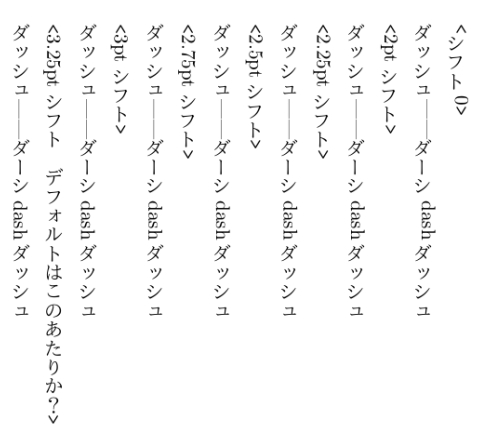 <シフト 0>
ダッシュ――ダーシ dash ダッシュ
<2pt シフト>
ダッシュ――ダーシ dash ダッシュ
<2.25pt シフト>
ダッシュ――ダーシ dash ダッシュ
<2.5pt シフト>
ダッシュ――ダーシ dash ダッシュ
<2.75pt シフト>
ダッシュ――ダーシ dash ダッシュ
<3pt シフト>
ダッシュ――ダーシ dash ダッシュ
<3.25pt シフト　デフォルトはこのあたりか？>
ダッシュ――ダーシ dash ダッシュ